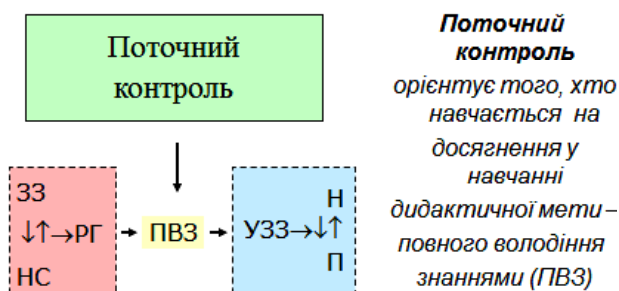 Поточний
контроль
ЗЗ
↓↑→РГ
НС
ПВЗ
Н
УЗЗ→↓↑
П
Поточний
контроль
орієнтує того, хто
навчається на
досягнення у
навчанні
дидактичної мети –
повного володіння
знаннями (ПВЗ)